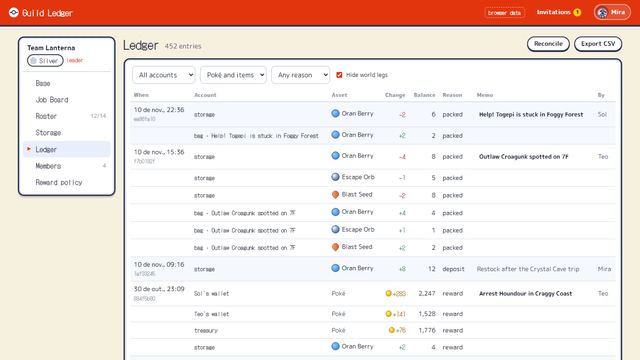 Guild Ledger
browser data
Invitations 1
Mira
Team Lanterna
Silver leader
Base
Job Board
Roster 12/14
Storage
Ledger
Members 4
Reward policy
Ledger 452 entries
Reconcile
Export CSV
All accounts
Poké and items
Any reason
Hide world legs
When Account Asset Change Balance Reason Memo By
10 de nov., 22:36 storage Oran Berry −2 6 packed Help! Togepi is stuck in Foggy Forest Sol
bag · Help! Togepi is stuck in Foggy Forest Oran Berry +2 2 packed
10 de nov., 15:36 storage Oran Berry −4 8 packed Outlaw Croagunk spotted on 7F Teo
storage Escape Orb −1 5 packed
storage Blast Seed −2 8 packed
bag · Outlaw Croagunk spotted on 7F Oran Berry +4 4 packed
bag · Outlaw Croagunk spotted on 7F Escape Orb +1 1 packed
bag · Outlaw Croagunk spotted on 7F Blast Seed +2 2 packed
10 de nov., 09:16 storage Oran Berry +8 12 deposit Restock after the Crystal Cave trip Mira
30 de out., 23:09 Sol's wallet Poké +283 2,247 reward Arrest Houndour in Craggy Coast Teo
Teo's wallet Poké +141 1,528 reward
treasury Poké +76 1,776 reward
storage Oran Berry +2 4 reward